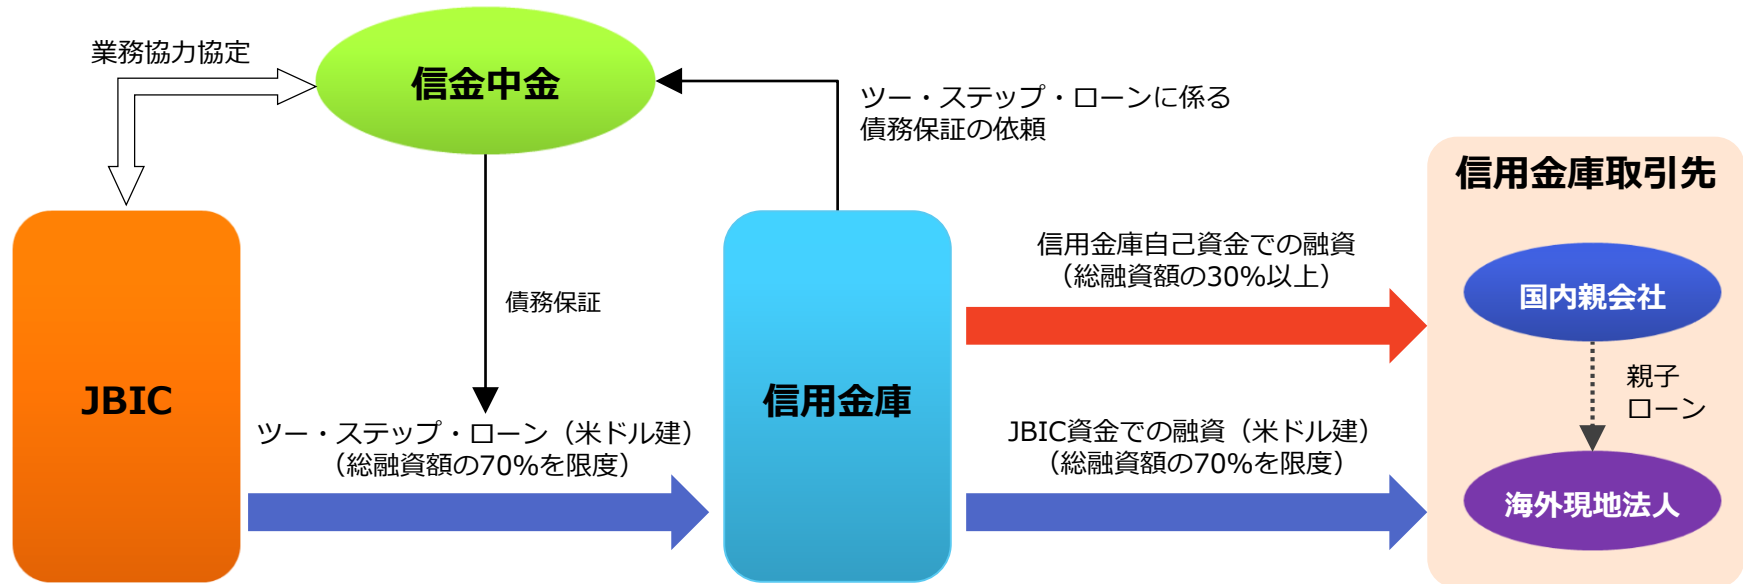 業務協力協定
信金中金
ツー・ステップ・ローンに係る
債務保証の依頼
信用金庫取引先
信用金庫自己資金での融資
（総融資額の30%以上）
国内親会社
債務保証
親子
ローン
JBIC
信用金庫
ツー・ステップ・ローン（米ドル建）
（総融資額の70%を限度）
JBIC資金での融資（米ドル建）
（総融資額の70%を限度）
海外現地法人